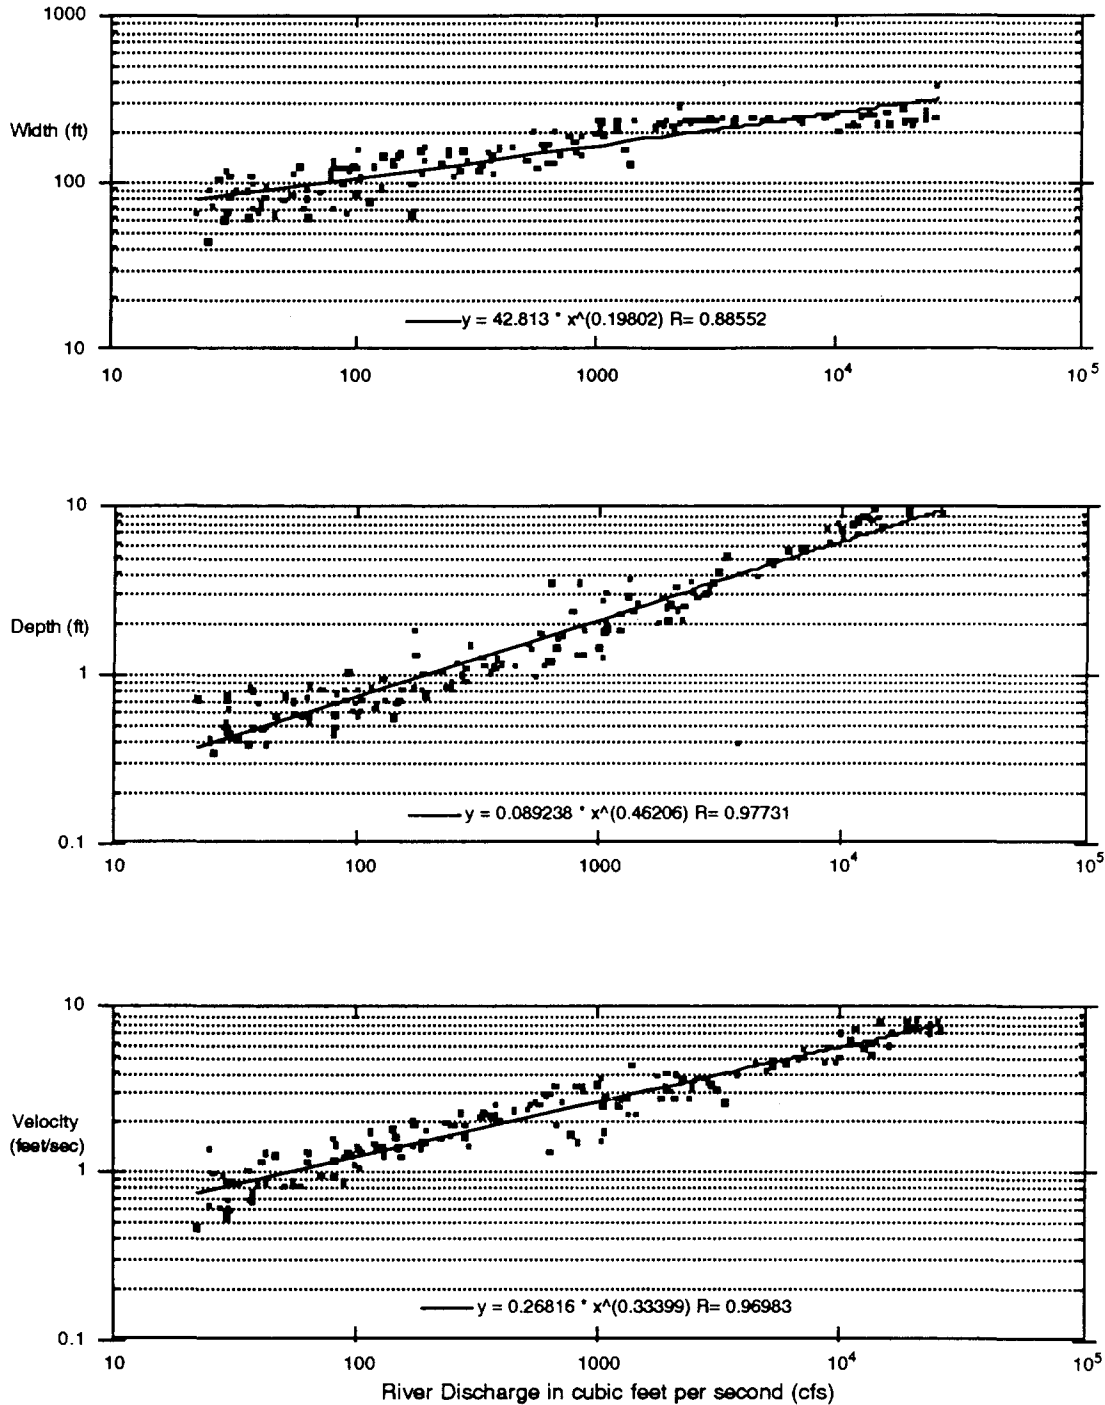 1000
Width (ft)
100
y = 42.813 * x^(0.19802) R= 0.88552
10
10 100 1000 10^4 10^5
10
Depth (ft)
1
y = 0.089238 * x^(0.46206) R= 0.97731
0.1
10 100 1000 10^4 10^5
10
Velocity
(feet/sec)
1
y = 0.26816 * x^(0.33399) R= 0.96983
0.1
10 100 1000 10^4 10^5
River Discharge in cubic feet per second (cfs)